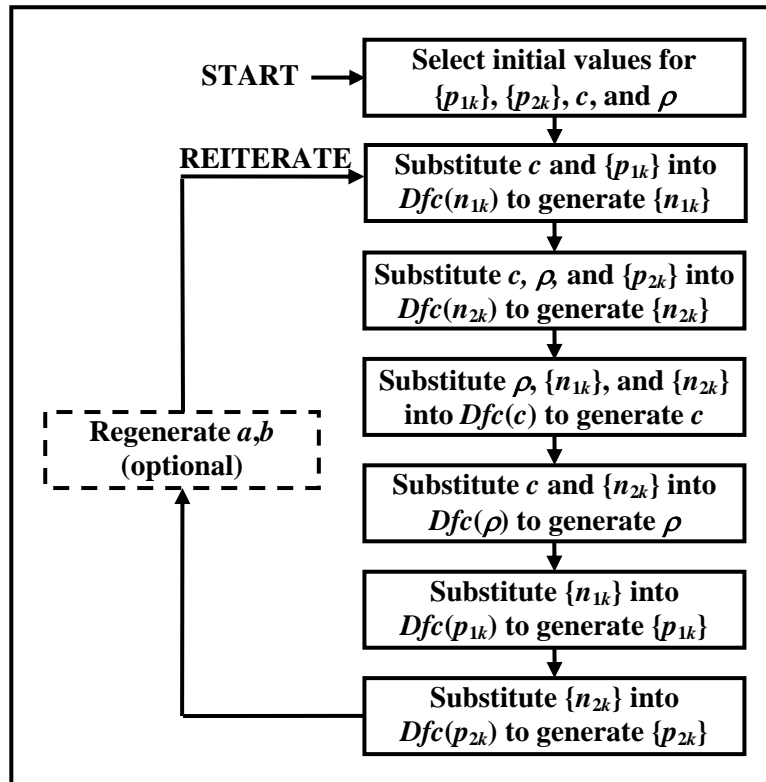 START
Select initial values for
{p1k}, {p2k}, c, and ρ
REITERATE
Substitute c and {p1k} into
Dfc(n1k) to generate {n1k}
Substitute c, ρ, and {p2k} into
Dfc(n2k) to generate {n2k}
Substitute ρ, {n1k}, and {n2k}
into Dfc(c) to generate c
Regenerate a,b
(optional)
Substitute c and {n2k} into
Dfc(ρ) to generate ρ
Substitute {n1k} into
Dfc(p1k) to generate {p1k}
Substitute {n2k} into
Dfc(p2k) to generate {p2k}